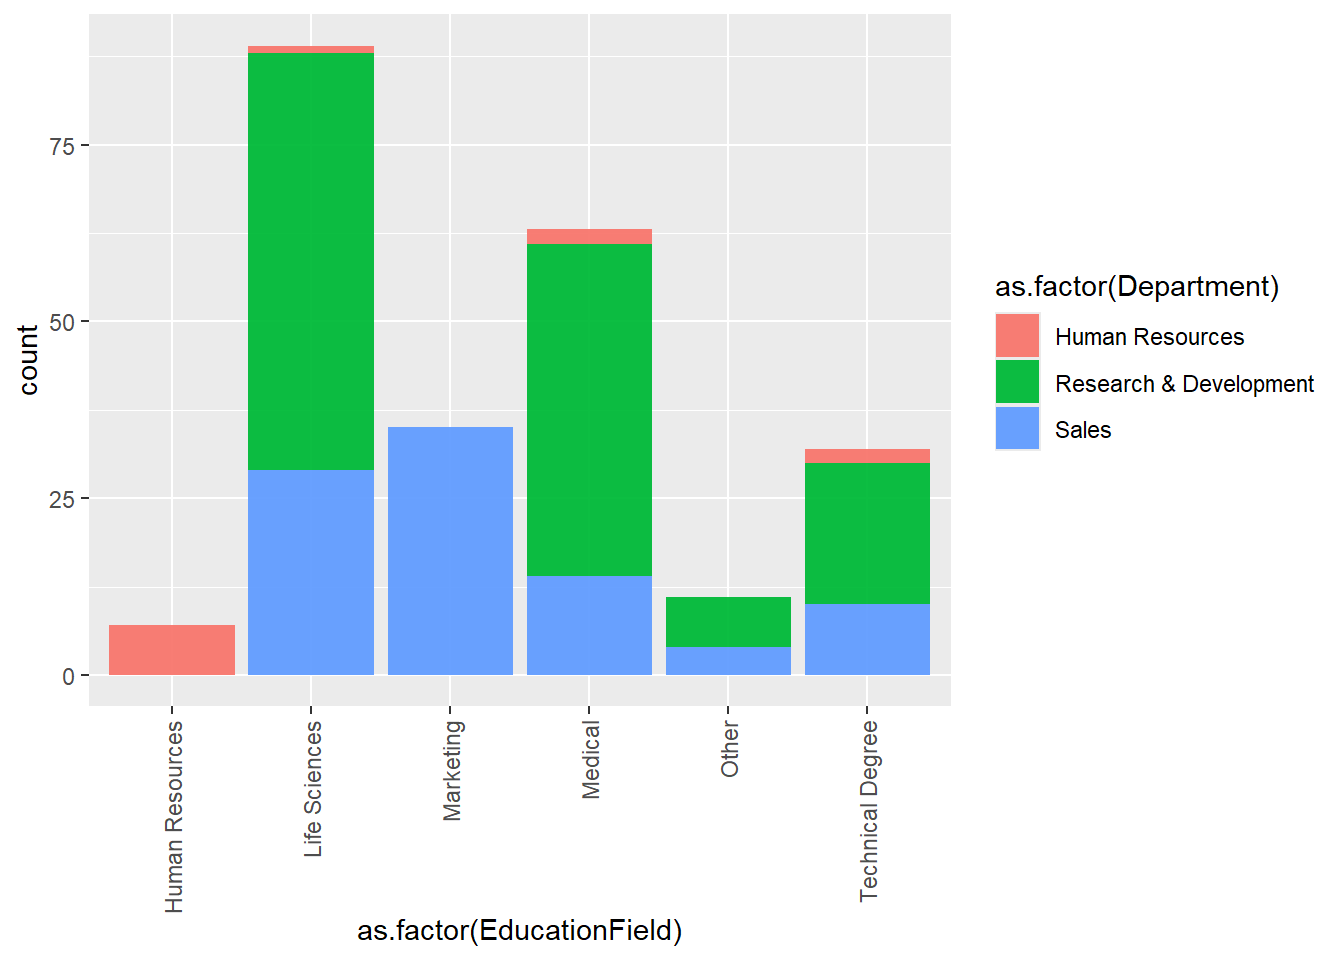 count
75
50
25
0
Human Resources
Life Sciences
Marketing
Medical
Other
Technical Degree
as.factor(EducationField)
as.factor(Department)
Human Resources
Research & Development
Sales